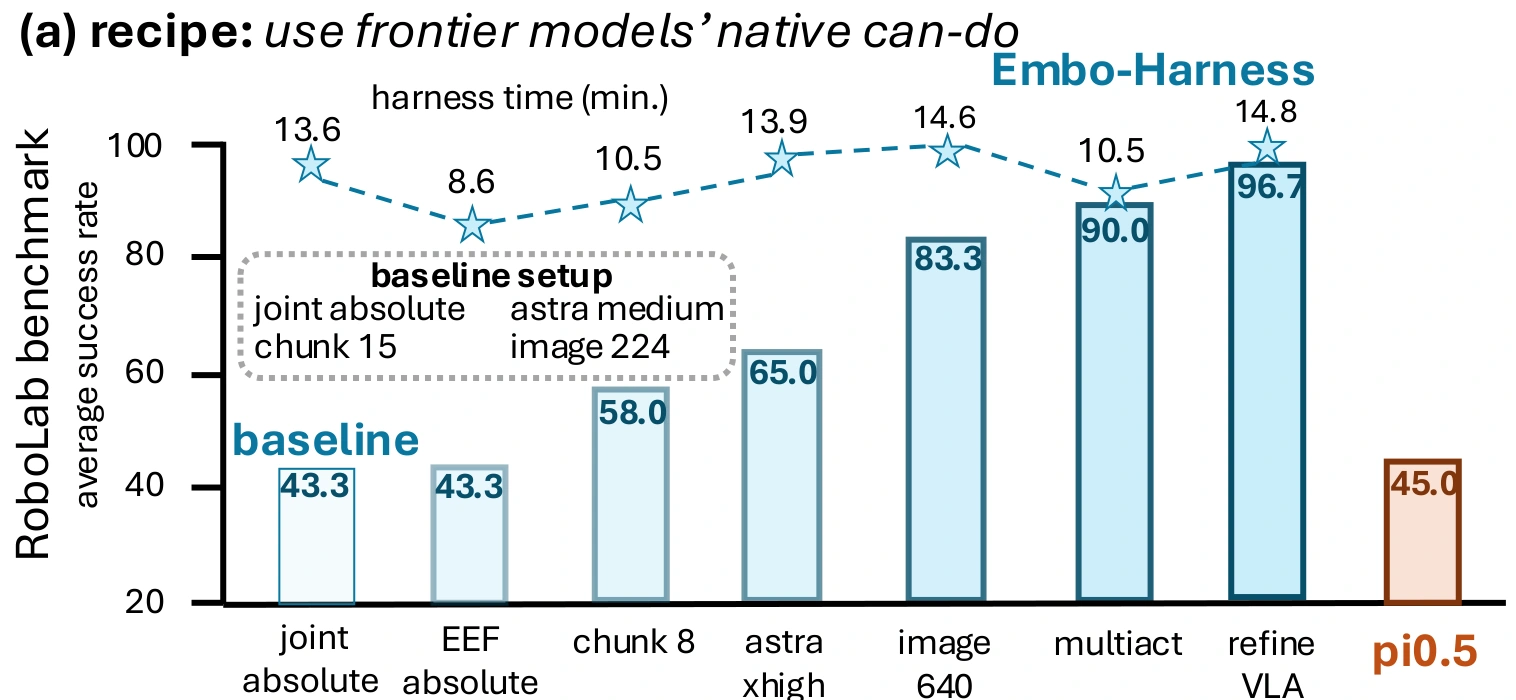 (a) recipe: use frontier models’ native can-do
Embo-Harness
harness time (min.)
13.6
8.6
10.5
13.9
14.6
10.5
14.8
RoboLab benchmark
average success rate
100
80
60
40
20
baseline setup
joint absolute astra medium
chunk 15 image 224
baseline
43.3
43.3
58.0
65.0
83.3
90.0
96.7
45.0
joint
absolute
EEF
absolute
chunk 8
astra
xhigh
image
640
multiact
refine
VLA
pi0.5